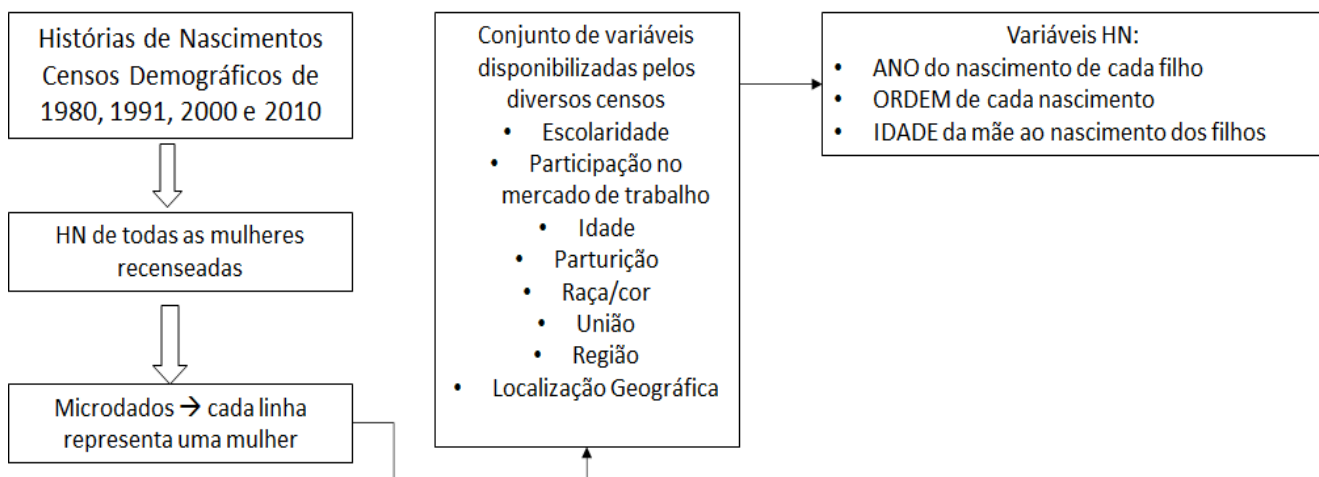 Histórias de Nascimentos
Censos Demográficos de
1980, 1991, 2000 e 2010
HN de todas as mulheres
recenseadas
Microdados → cada linha
representa uma mulher
Conjunto de variáveis
disponibilizadas pelos
diversos censos
• Escolaridade
• Participação no
mercado de trabalho
• Idade
• Parturição
• Raça/cor
• União
• Região
• Localização Geográfica
Variáveis HN:
• ANO do nascimento de cada filho
• ORDEM de cada nascimento
• IDADE da mãe ao nascimento dos filhos